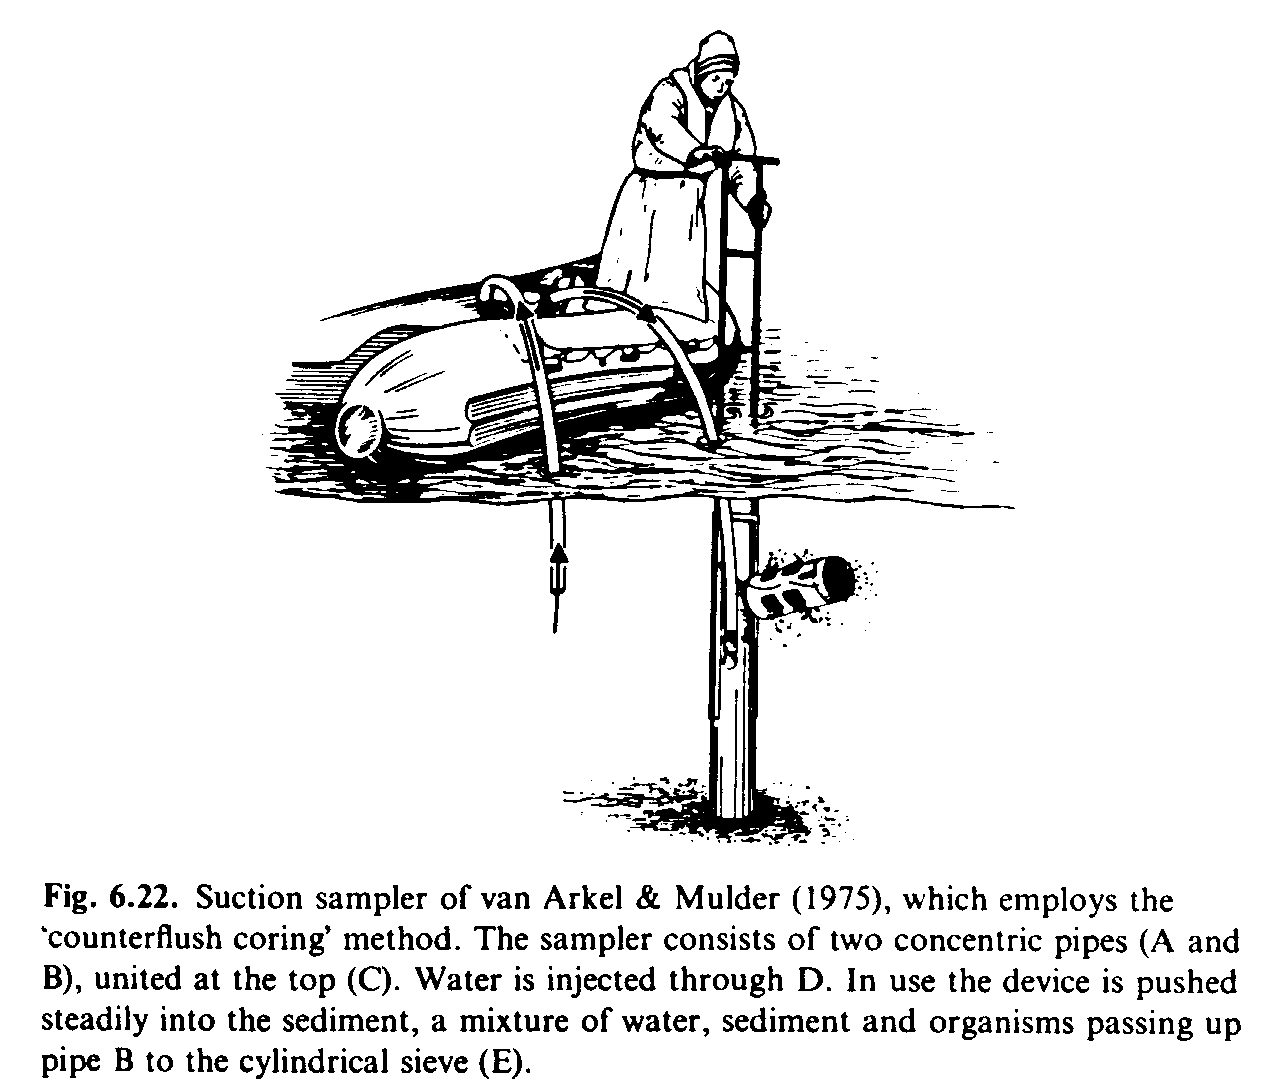 Fig. 6.22. Suction sampler of van Arkel & Mulder (1975), which employs the
'counterflush coring' method. The sampler consists of two concentric pipes (A and
B), united at the top (C). Water is injected through D. In use the device is pushed
steadily into the sediment, a mixture of water, sediment and organisms passing up
pipe B to the cylindrical sieve (E).